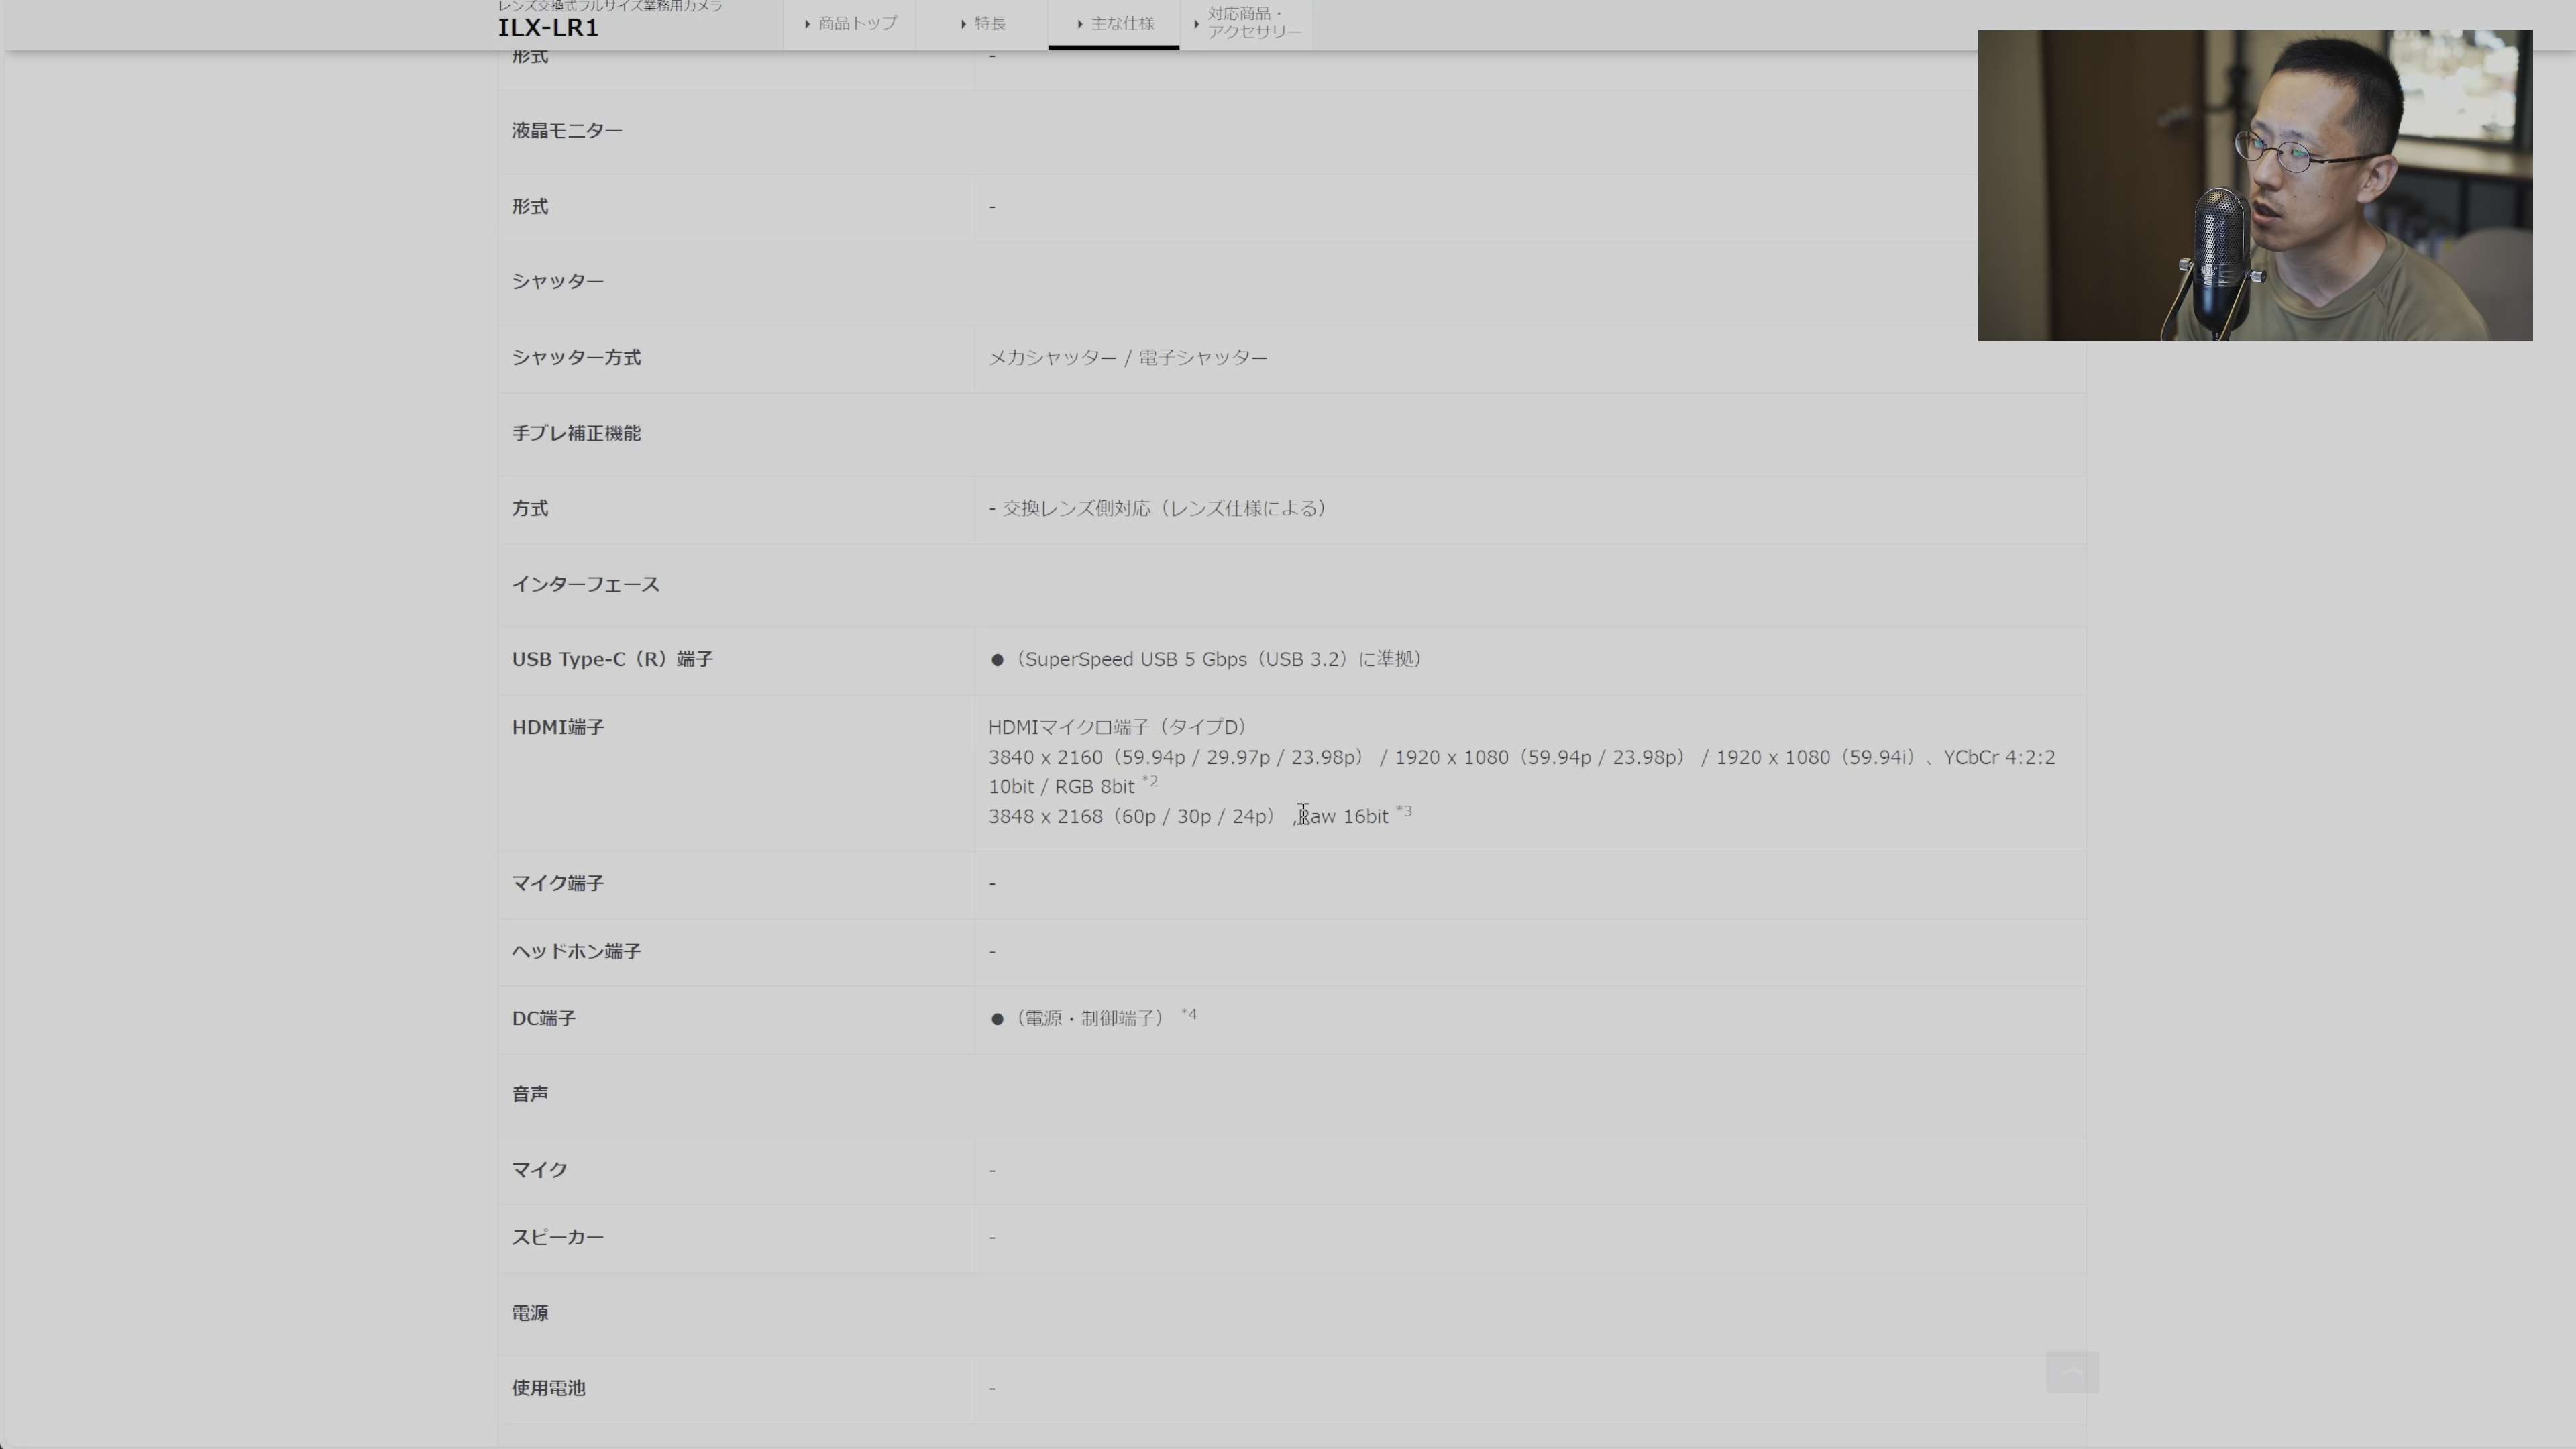 レンズ交換式フルサイズ業務用カメラ
ILX-LR1
商品トップ
特長
主な仕様
対応商品・
アクセサリー
形式
-
液晶モニター
形式
-
シャッター
シャッター方式
メカシャッター / 電子シャッター
手ブレ補正機能
方式
- 交換レンズ側対応（レンズ仕様による）
インターフェース
USB Type-C（R）端子
●（SuperSpeed USB 5 Gbps（USB 3.2）に準拠）
HDMI端子
HDMIマイクロ端子（タイプD）
3840 x 2160（59.94p / 29.97p / 23.98p） / 1920 x 1080（59.94p / 23.98p） / 1920 x 1080（59.94i）、YCbCr 4:2:2
10bit / RGB 8bit *2
3848 x 2168（60p / 30p / 24p） ,Raw 16bit *3
マイク端子
-
ヘッドホン端子
-
DC端子
●（電源・制御端子） *4
音声
マイク
-
スピーカー
-
電源
使用電池
-